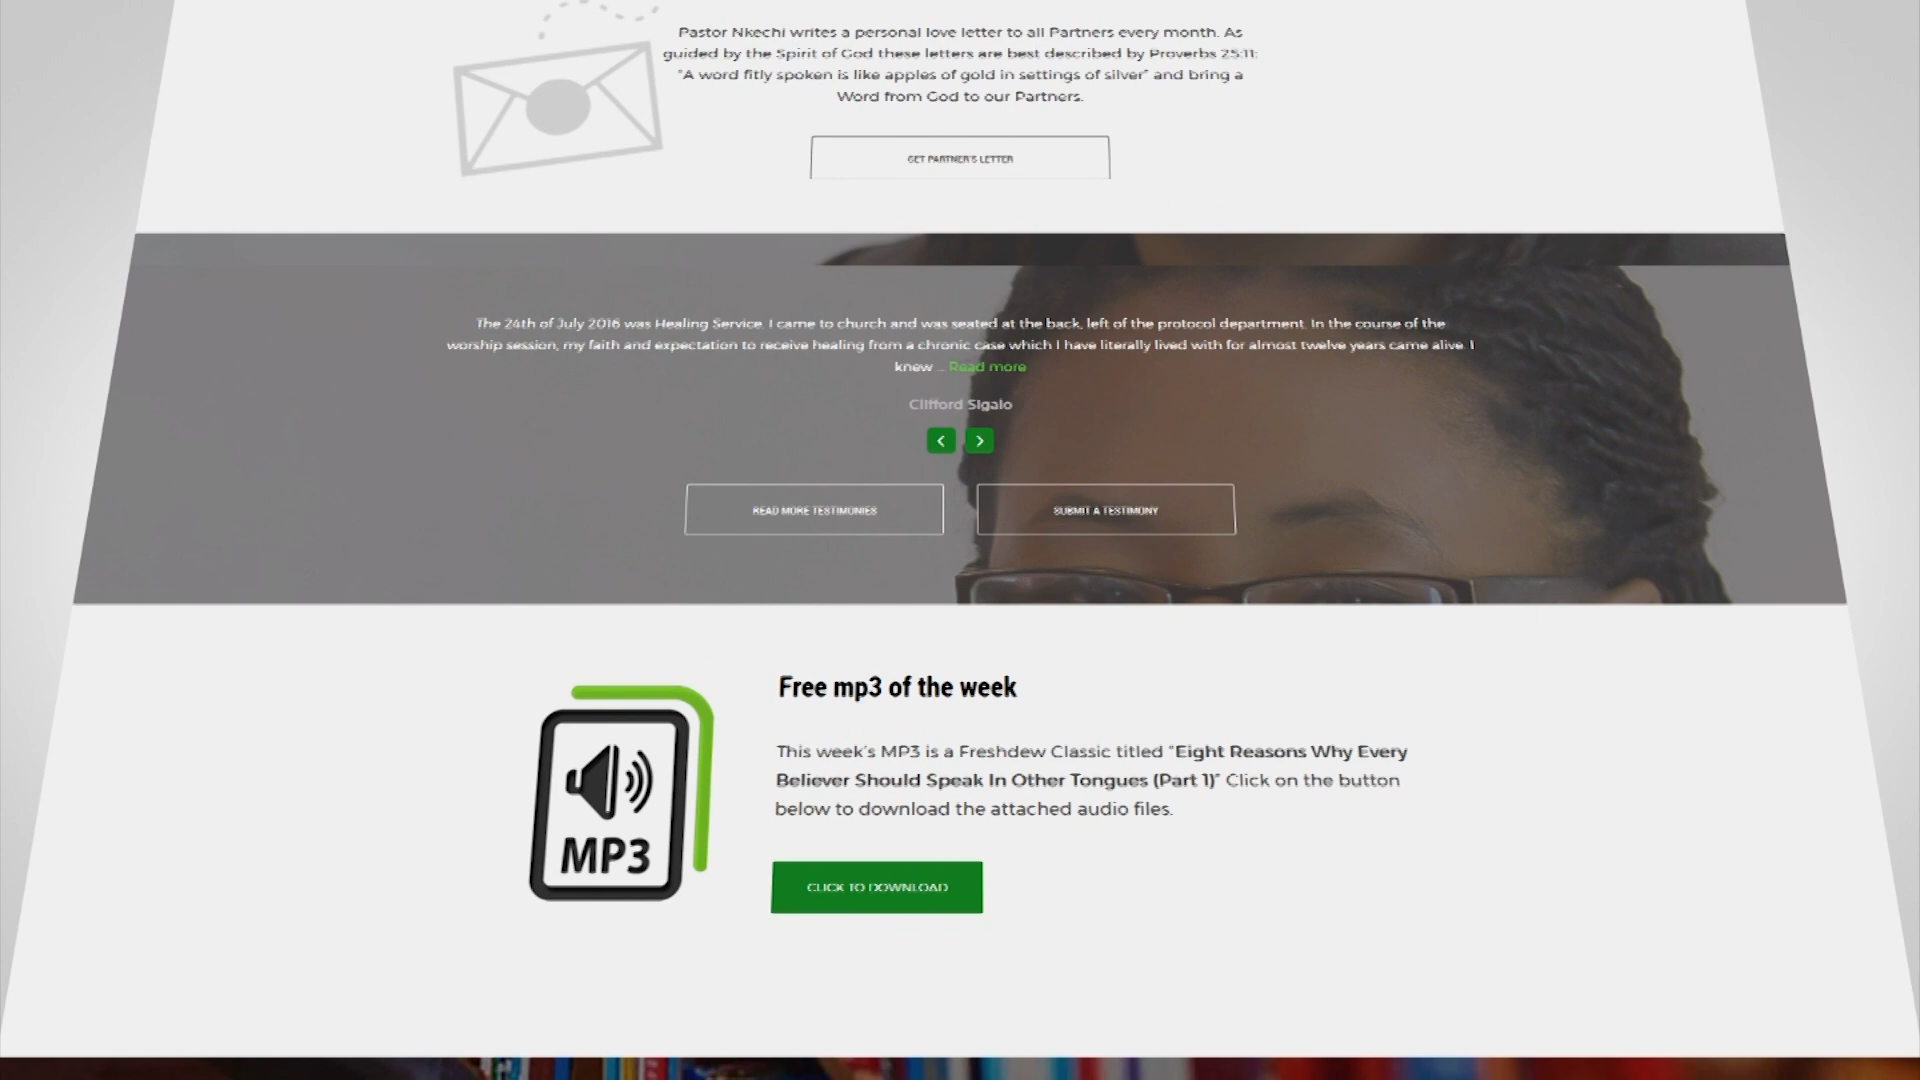 Pastor Nkechi writes a personal love letter to all Partners every month. As
guided by the Spirit of God these letters are best described by Proverbs 25:11:
"A word fitly spoken is like apples of gold in settings of silver" and bring a
Word from God to our Partners.
GET PARTNER'S LETTER
The 24th of July 2016 was Healing Service. I came to church and was seated at the back, left of the protocol department. In the course of the
worship session, my faith and expectation to receive healing from a chronic case which I have literally lived with for almost twelve years came alive. I
knew ... Read more
Clifford Sigalo
READ MORE TESTIMONIES
SUBMIT A TESTIMONY
Free mp3 of the week
MP3
This week's MP3 is a Freshdew Classic titled "Eight Reasons Why Every
Believer Should Speak In Other Tongues (Part 1)" Click on the button
below to download the attached audio files.
CLICK TO DOWNLOAD